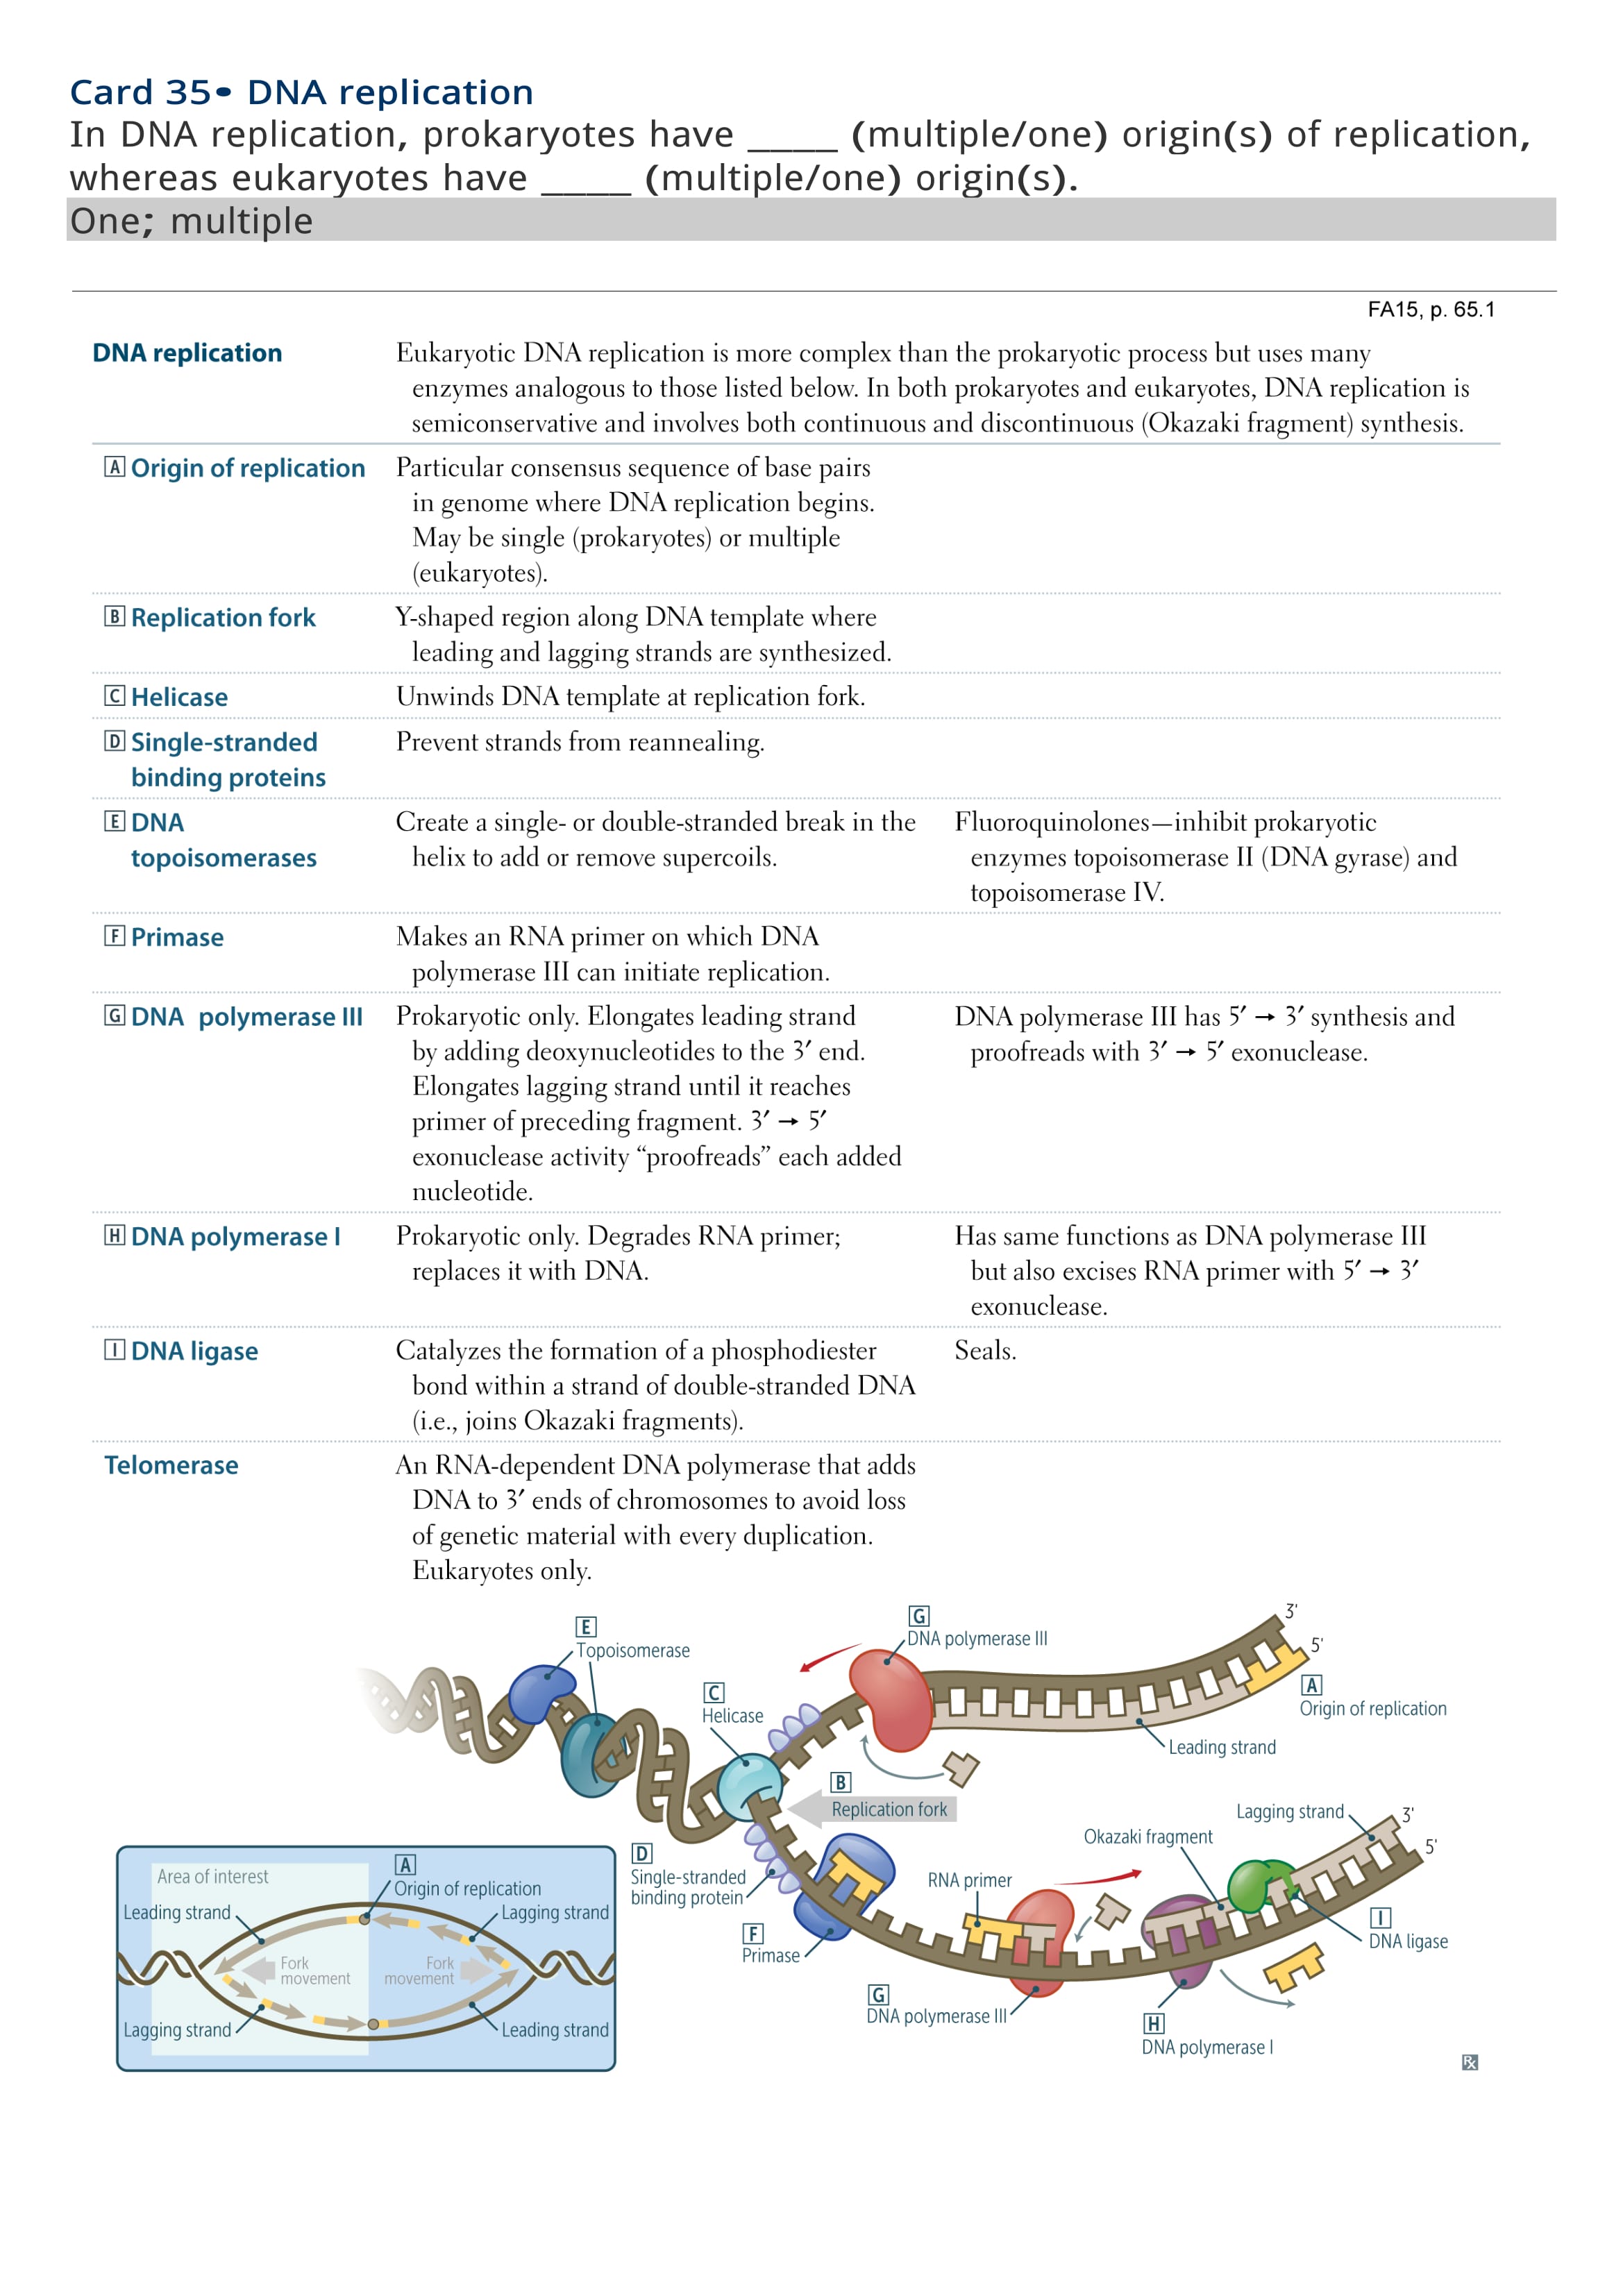 Card 35• DNA replication
In DNA replication, prokaryotes have ____ (multiple/one) origin(s) of replication,
whereas eukaryotes have ____ (multiple/one) origin(s).
One; multiple
FA15, p. 65.1
DNA replication
Eukaryotic DNA replication is more complex than the prokaryotic process but uses many
enzymes analogous to those listed below. In both prokaryotes and eukaryotes, DNA replication is
semiconservative and involves both continuous and discontinuous (Okazaki fragment) synthesis.
A Origin of replication
Particular consensus sequence of base pairs
in genome where DNA replication begins.
May be single (prokaryotes) or multiple
(eukaryotes).
B Replication fork
Y-shaped region along DNA template where
leading and lagging strands are synthesized.
C Helicase
Unwinds DNA template at replication fork.
D Single-stranded
binding proteins
Prevent strands from reannealing.
E DNA
topoisomerases
Create a single- or double-stranded break in the
helix to add or remove supercoils.
Fluoroquinolones—inhibit prokaryotic
enzymes topoisomerase II (DNA gyrase) and
topoisomerase IV.
F Primase
Makes an RNA primer on which DNA
polymerase III can initiate replication.
G DNA polymerase III
Prokaryotic only. Elongates leading strand
by adding deoxynucleotides to the 3′ end.
Elongates lagging strand until it reaches
primer of preceding fragment. 3′ → 5′
exonuclease activity “proofreads” each added
nucleotide.
DNA polymerase III has 5′ → 3′ synthesis and
proofreads with 3′ → 5′ exonuclease.
H DNA polymerase I
Prokaryotic only. Degrades RNA primer;
replaces it with DNA.
Has same functions as DNA polymerase III
but also excises RNA primer with 5′ → 3′
exonuclease.
I DNA ligase
Catalyzes the formation of a phosphodiester
bond within a strand of double-stranded DNA
(i.e., joins Okazaki fragments).
Seals.
Telomerase
An RNA-dependent DNA polymerase that adds
DNA to 3′ ends of chromosomes to avoid loss
of genetic material with every duplication.
Eukaryotes only.
E
Topoisomerase
G
DNA polymerase III
3'
5'
A
Origin of replication
C
Helicase
Leading strand
B
Replication fork
Lagging strand
3'
5'
Okazaki fragment
D
Single-stranded
binding protein
RNA primer
F
Primase
I
DNA ligase
G
DNA polymerase III
H
DNA polymerase I
Area of interest
A
Origin of replication
Leading strand
Lagging strand
Fork
movement
Fork
movement
Lagging strand
Leading strand
Rx